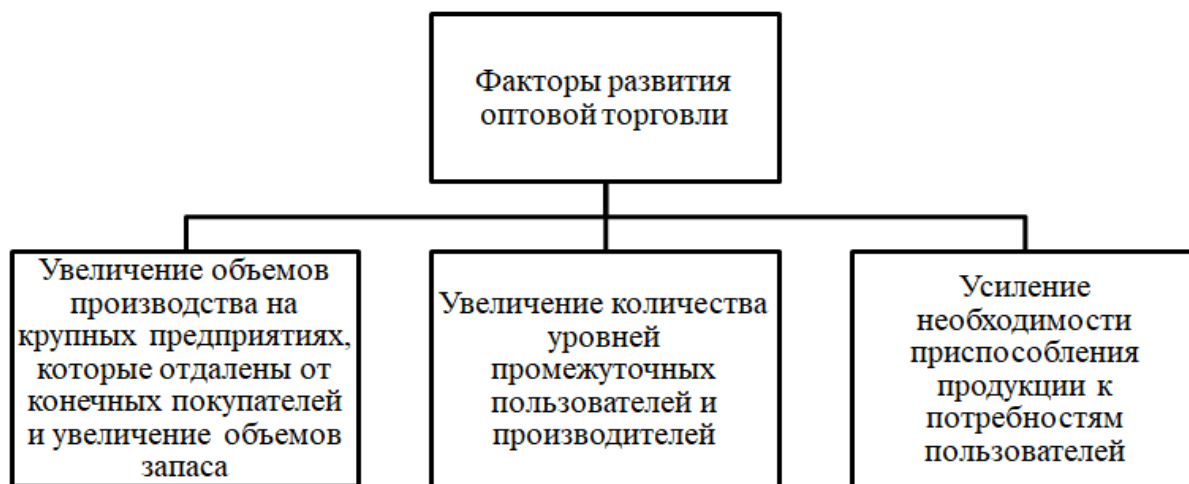 Факторы развития
оптовой торговли
Увеличение объемов
производства на
крупных предприятиях,
которые отдалены от
конечных покупателей
и увеличение объемов
запаса
Увеличение количества
уровней
промежуточных
пользователей и
производителей
Усиление
необходимости
приспособления
продукции к
потребностям
пользователей